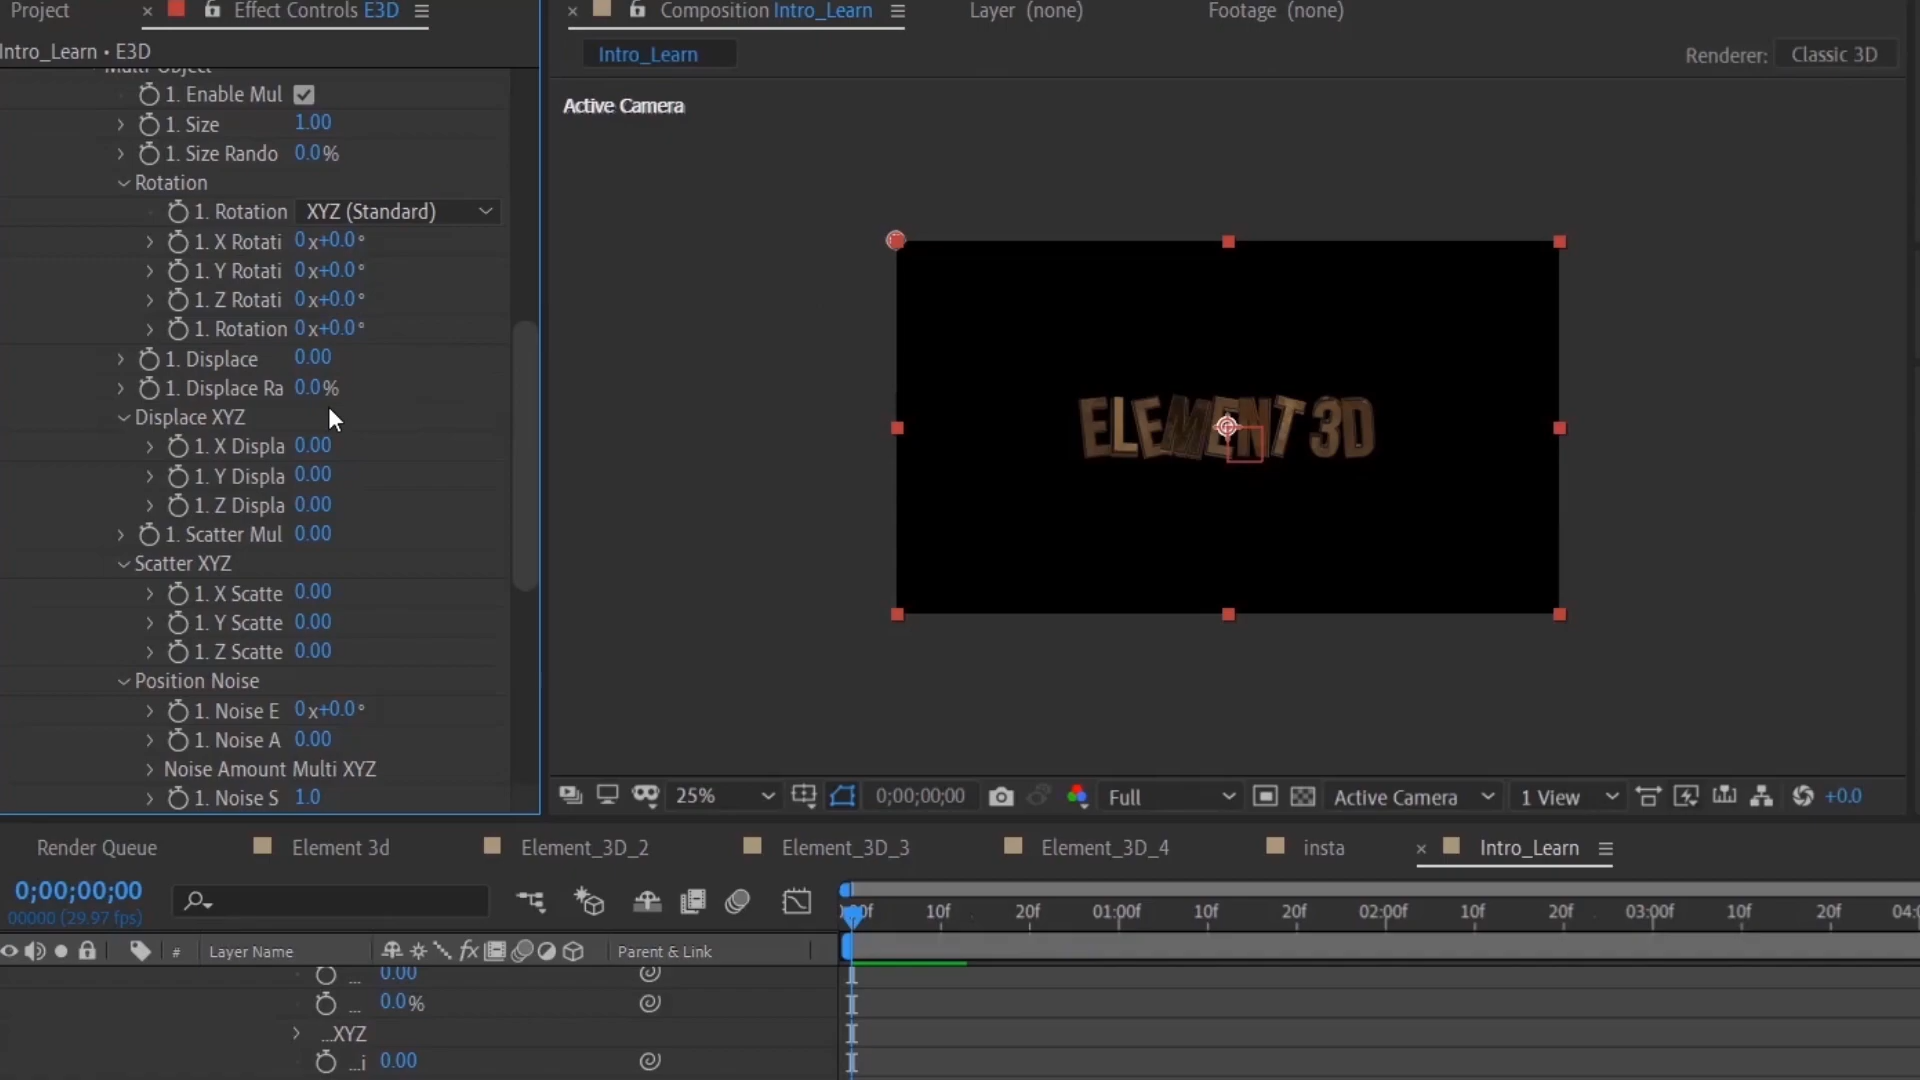 Project
× Effect Controls E3D
× Composition Intro_Learn
Layer (none)
Footage (none)
Intro_Learn • E3D
Intro_Learn
Renderer: Classic 3D
Active Camera
Multi-Object
1. Enable Mul
1. Size 1.00
1. Size Rando 0.0%
Rotation
1. Rotation XYZ (Standard)
1. X Rotati 0x+0.0°
1. Y Rotati 0x+0.0°
1. Z Rotati 0x+0.0°
1. Rotation 0x+0.0°
1. Displace 0.00
1. Displace Ra 0.0%
Displace XYZ
1. X Displa 0.00
1. Y Displa 0.00
1. Z Displa 0.00
1. Scatter Mul 0.00
Scatter XYZ
1. X Scatte 0.00
1. Y Scatte 0.00
1. Z Scatte 0.00
Position Noise
1. Noise E 0x+0.0°
1. Noise A 0.00
Noise Amount Multi XYZ
1. Noise S 1.0
ELEMENT 3D
25% 0;00;00;00 Full Active Camera 1 View +0.0
Render Queue
Element 3d
Element_3D_2
Element_3D_3
Element_3D_4
insta
× Intro_Learn
0;00;00;00
00000 (29.97 fps)
10f 20f 01:00f 10f 20f 02:00f 10f 20f 03:00f 10f 20f
# Layer Name fx Parent & Link
... 0.00
... 0.0%
...XYZ
...i 0.00